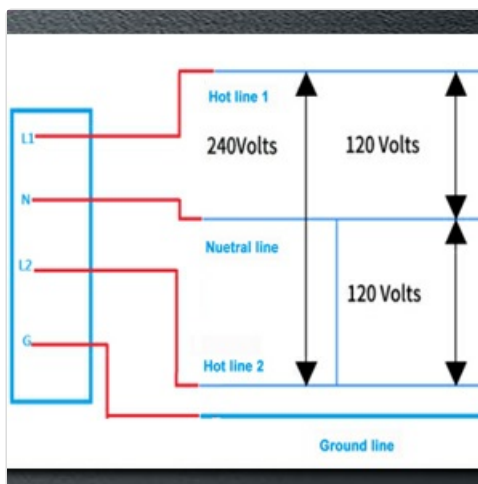 L1
Hot line 1
240Volts
120 Volts
N
Nuetral line
L2
120 Volts
G
Hot line 2
Ground line